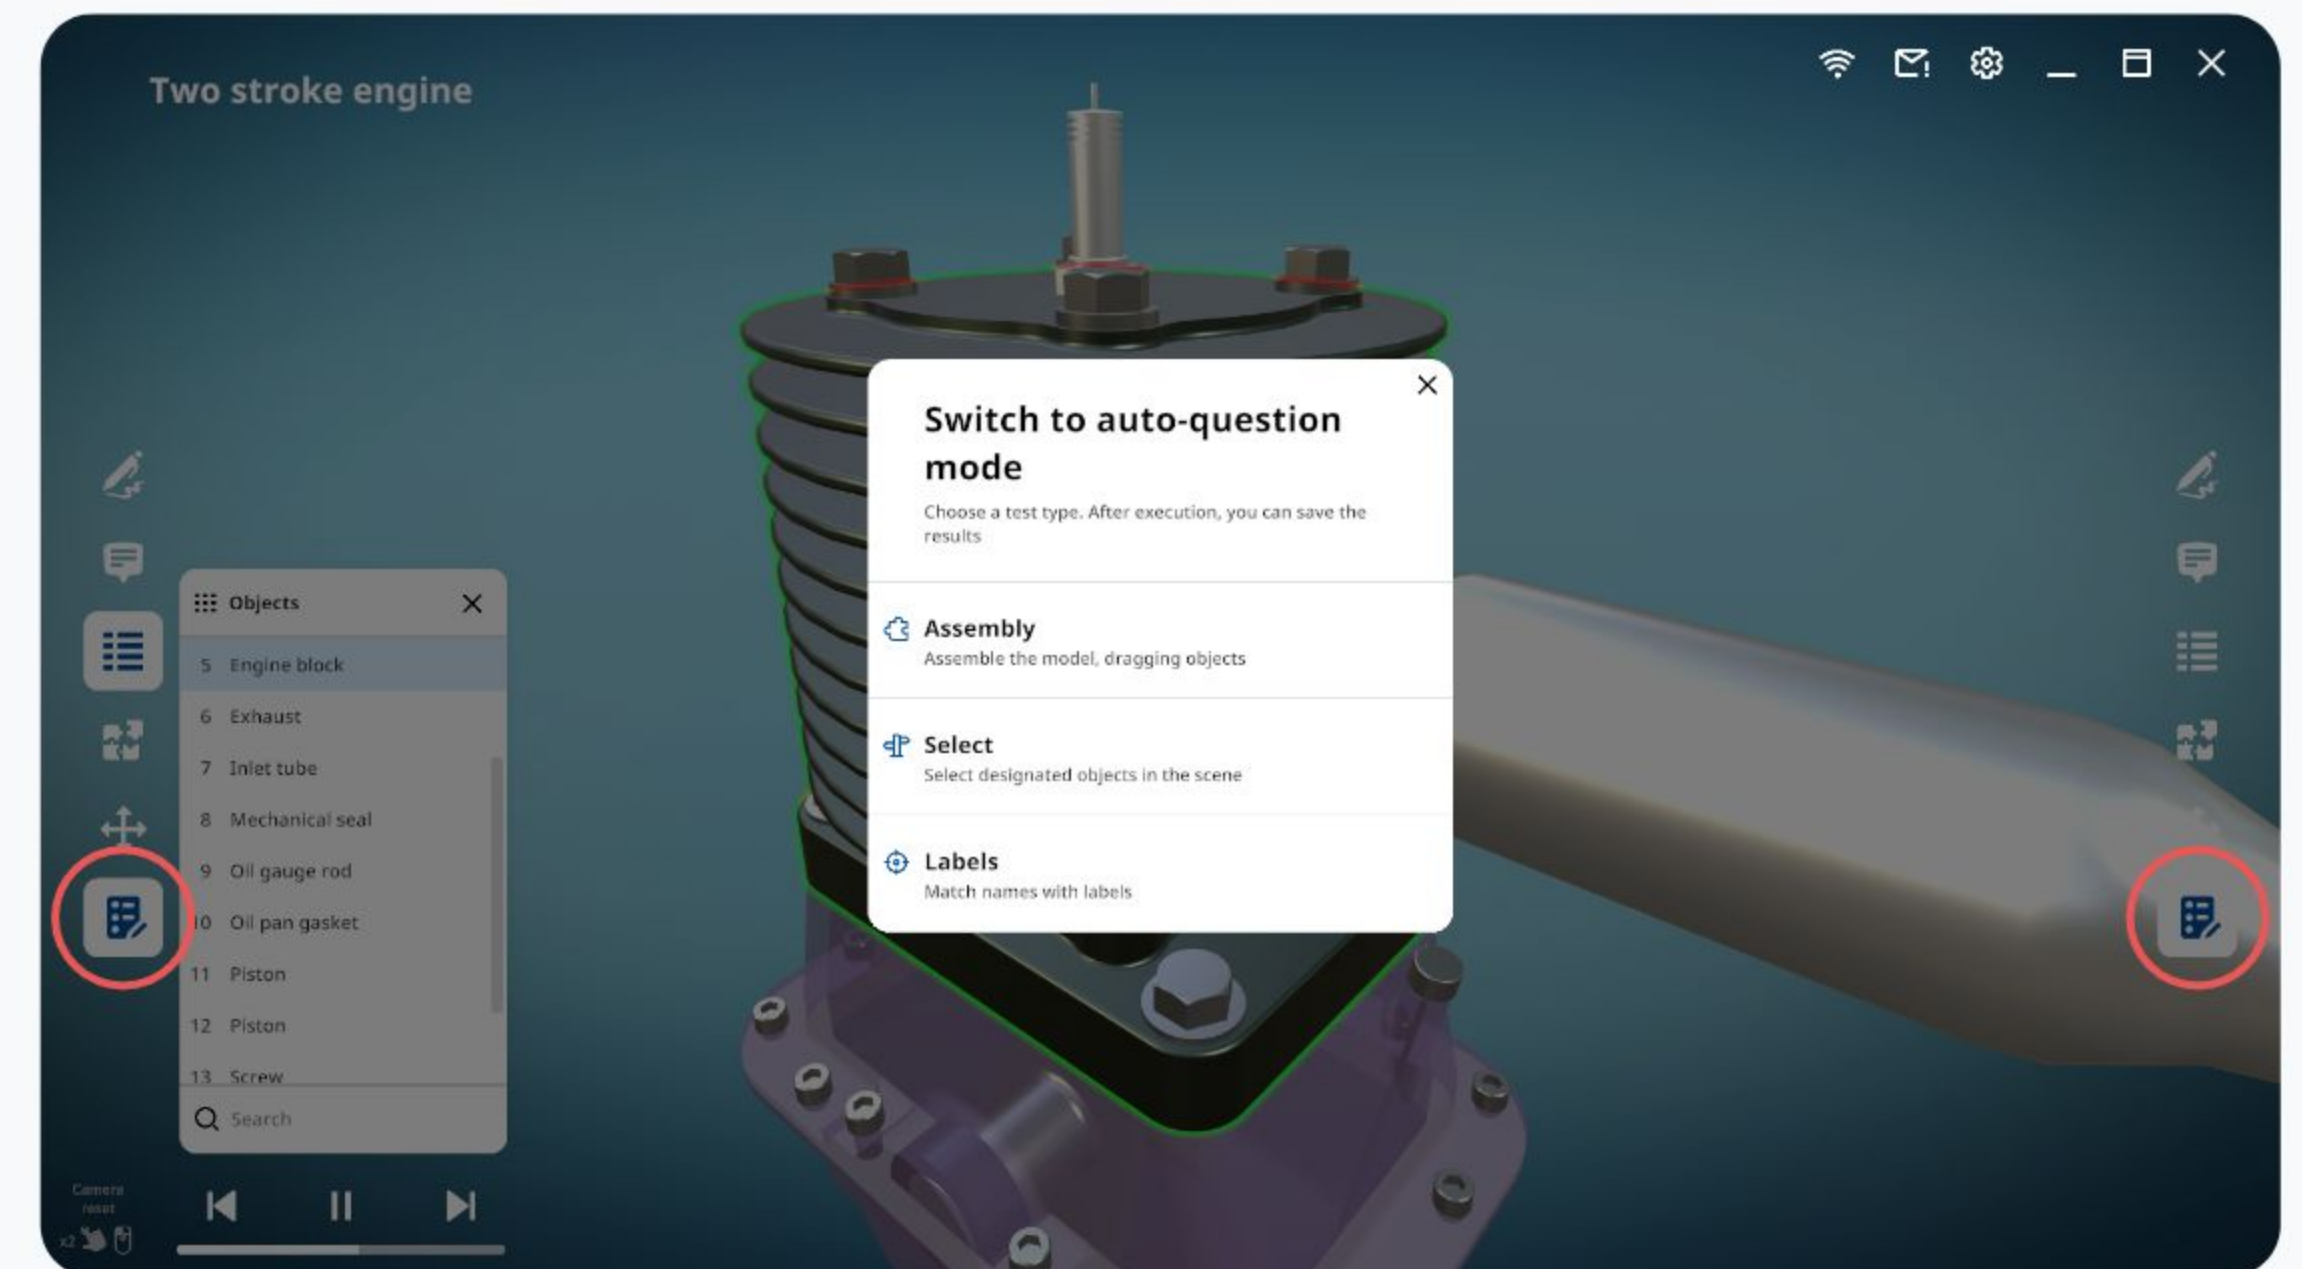 Two stroke engine
Switch to auto-question
mode
Choose a test type. After execution, you can save the
results
Assembly
Assemble the model, dragging objects
Select
Select designated objects in the scene
Labels
Match names with labels
Objects
5 Engine block
6 Exhaust
7 Inlet tube
8 Mechanical seal
9 Oil gauge rod
10 Oil pan gasket
11 Piston
12 Piston
13 Screw
Search
Camera
reset
x2